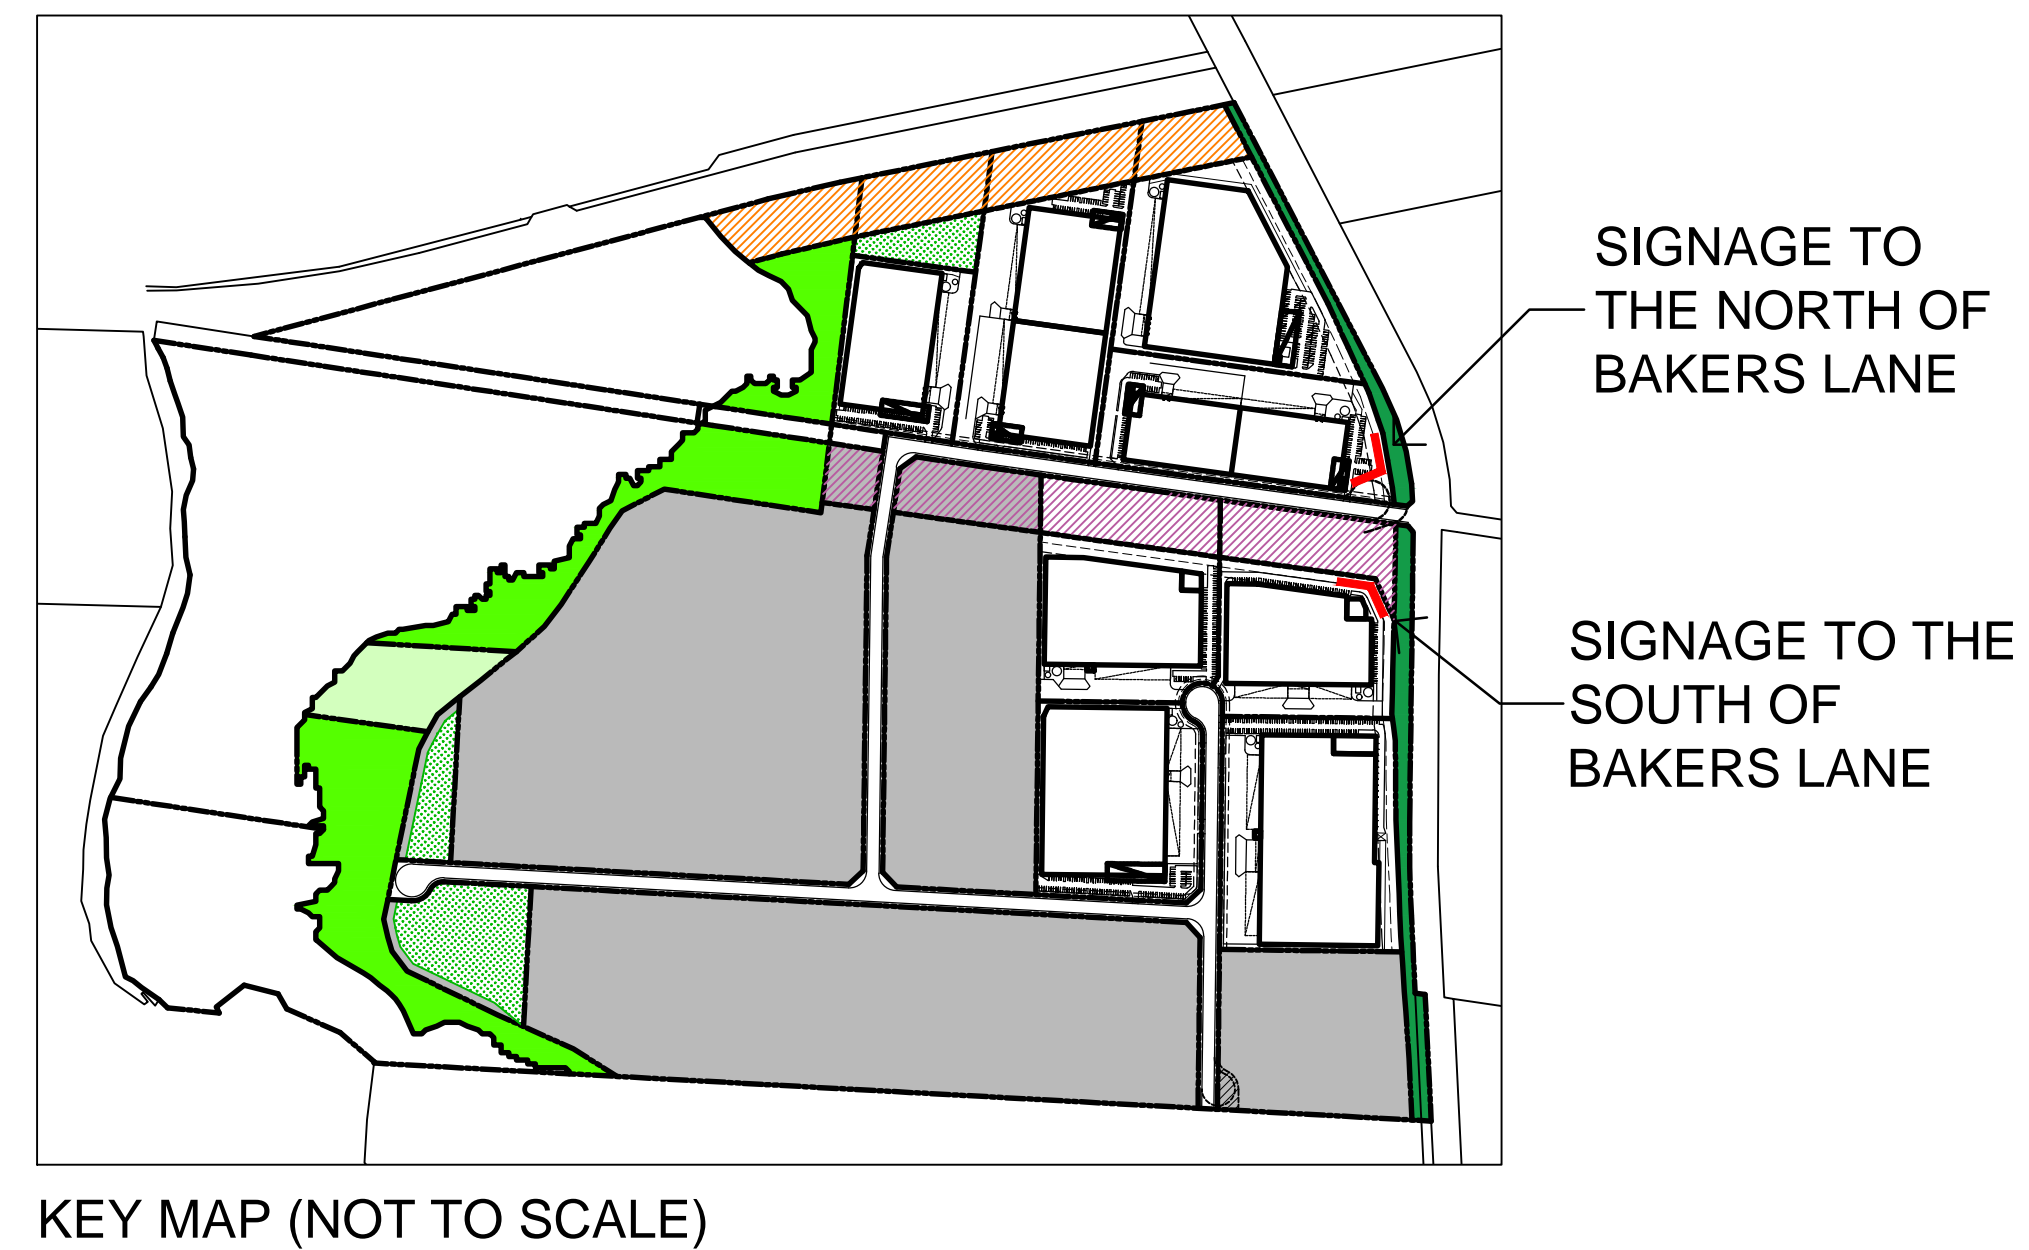 SIGNAGE TO
THE NORTH OF
BAKERS LANE
SIGNAGE TO THE
SOUTH OF
BAKERS LANE
KEY MAP (NOT TO SCALE)